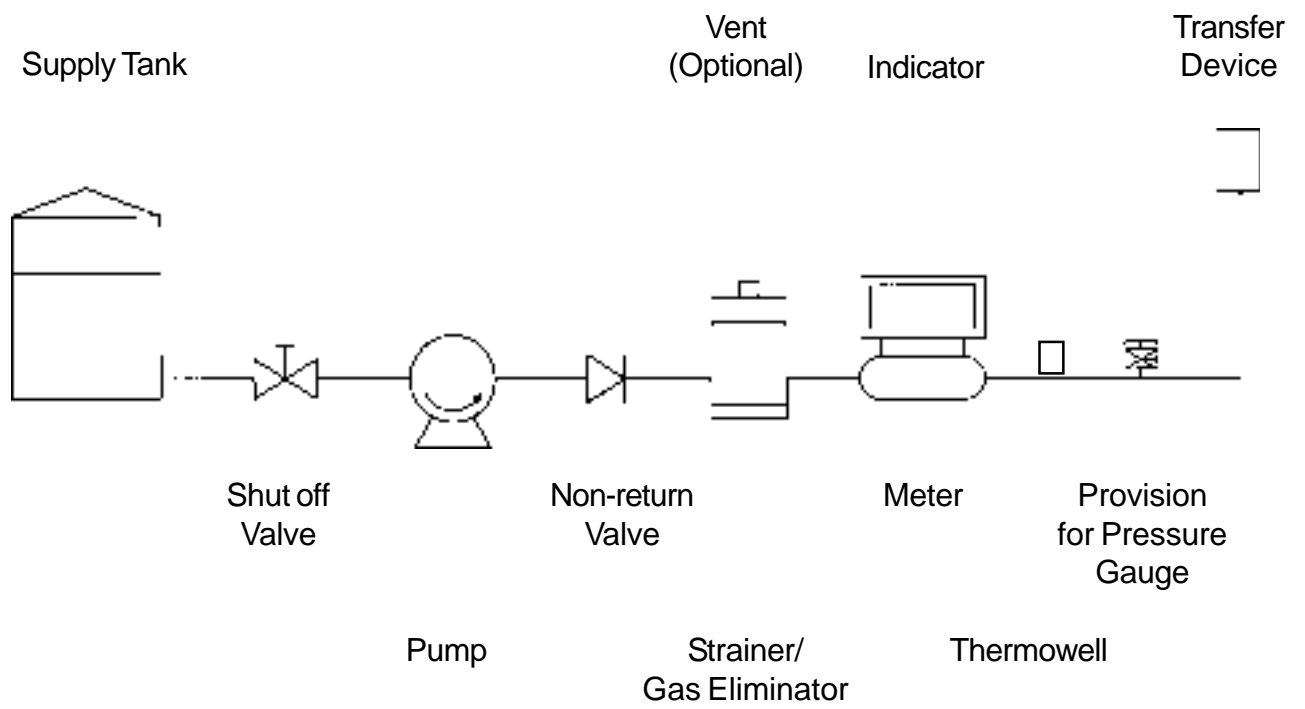 Supply Tank
Vent
(Optional)
Indicator
Transfer
Device
Shut off
Valve
Non-return
Valve
Meter
Provision
for Pressure
Gauge
Pump
Strainer/
Gas Eliminator
Thermowell